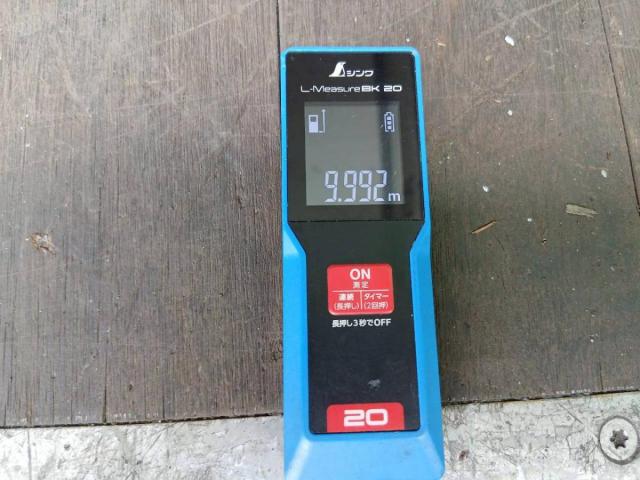 シンワ
L-Measure BK 20
9.992 m
ON
測定
連続 タイマー
(長押し) (2回押)
長押し3秒でOFF
20